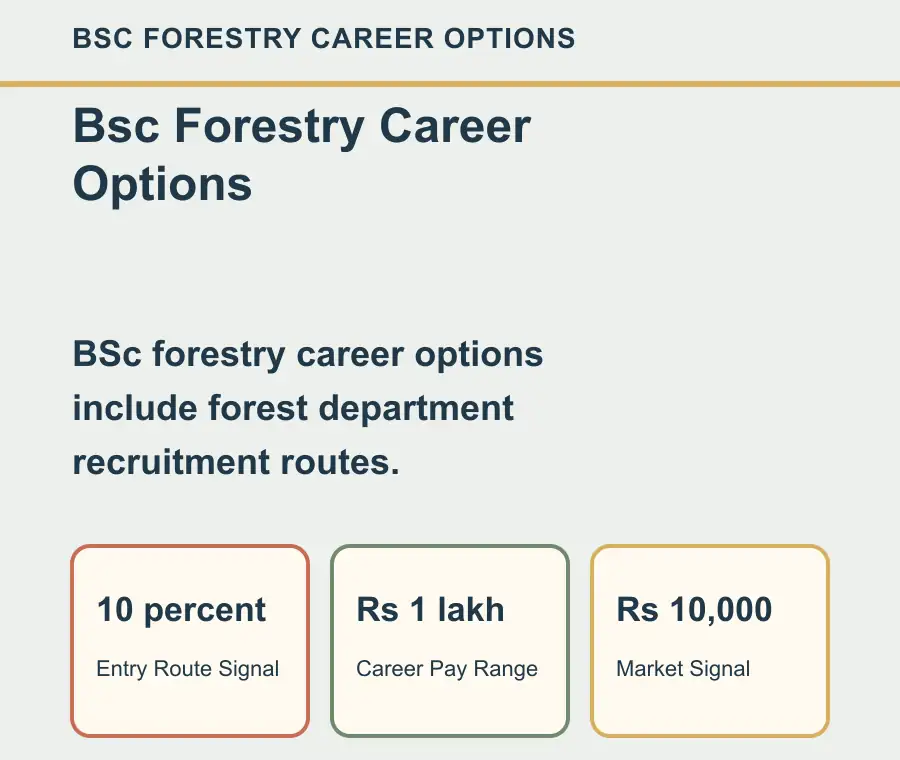 BSC FORESTRY CAREER OPTIONS
Bsc Forestry Career
Options
BSc forestry career options
include forest department
recruitment routes.
10 percent
Entry Route Signal
Rs 1 lakh
Career Pay Range
Rs 10,000
Market Signal